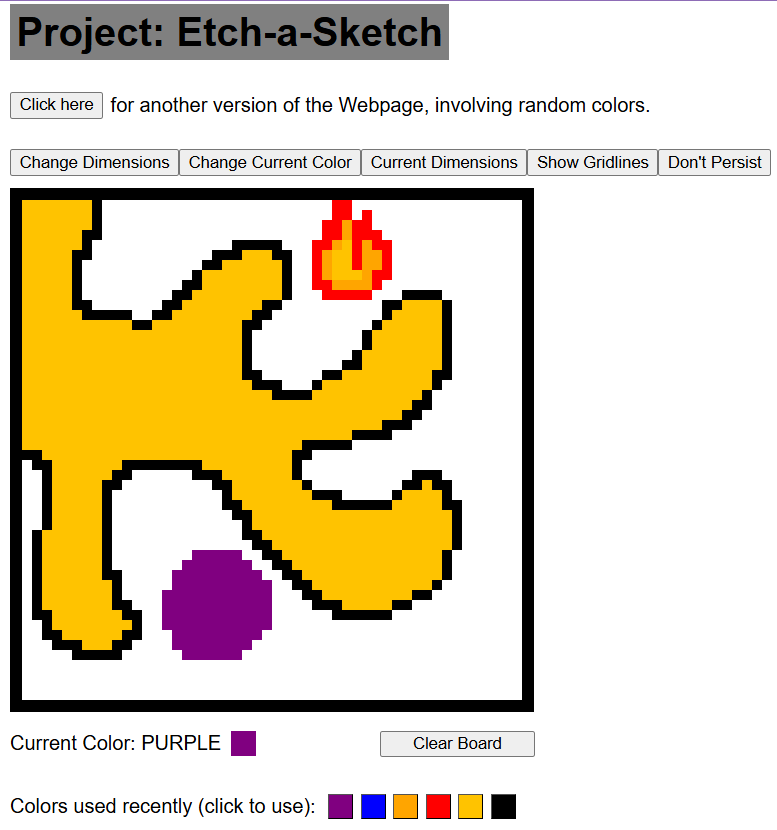 Project: Etch-a-Sketch
Click here for another version of the Webpage, involving random colors.
Change Dimensions Change Current Color Current Dimensions Show Gridlines Don't Persist
Current Color: PURPLE Clear Board
Colors used recently (click to use):